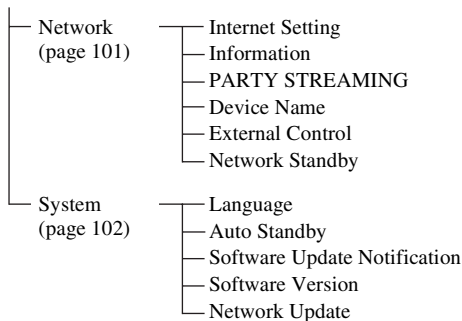 Network
(page 101)
Internet Setting
Information
PARTY STREAMING
Device Name
External Control
Network Standby
System
(page 102)
Language
Auto Standby
Software Update Notification
Software Version
Network Update